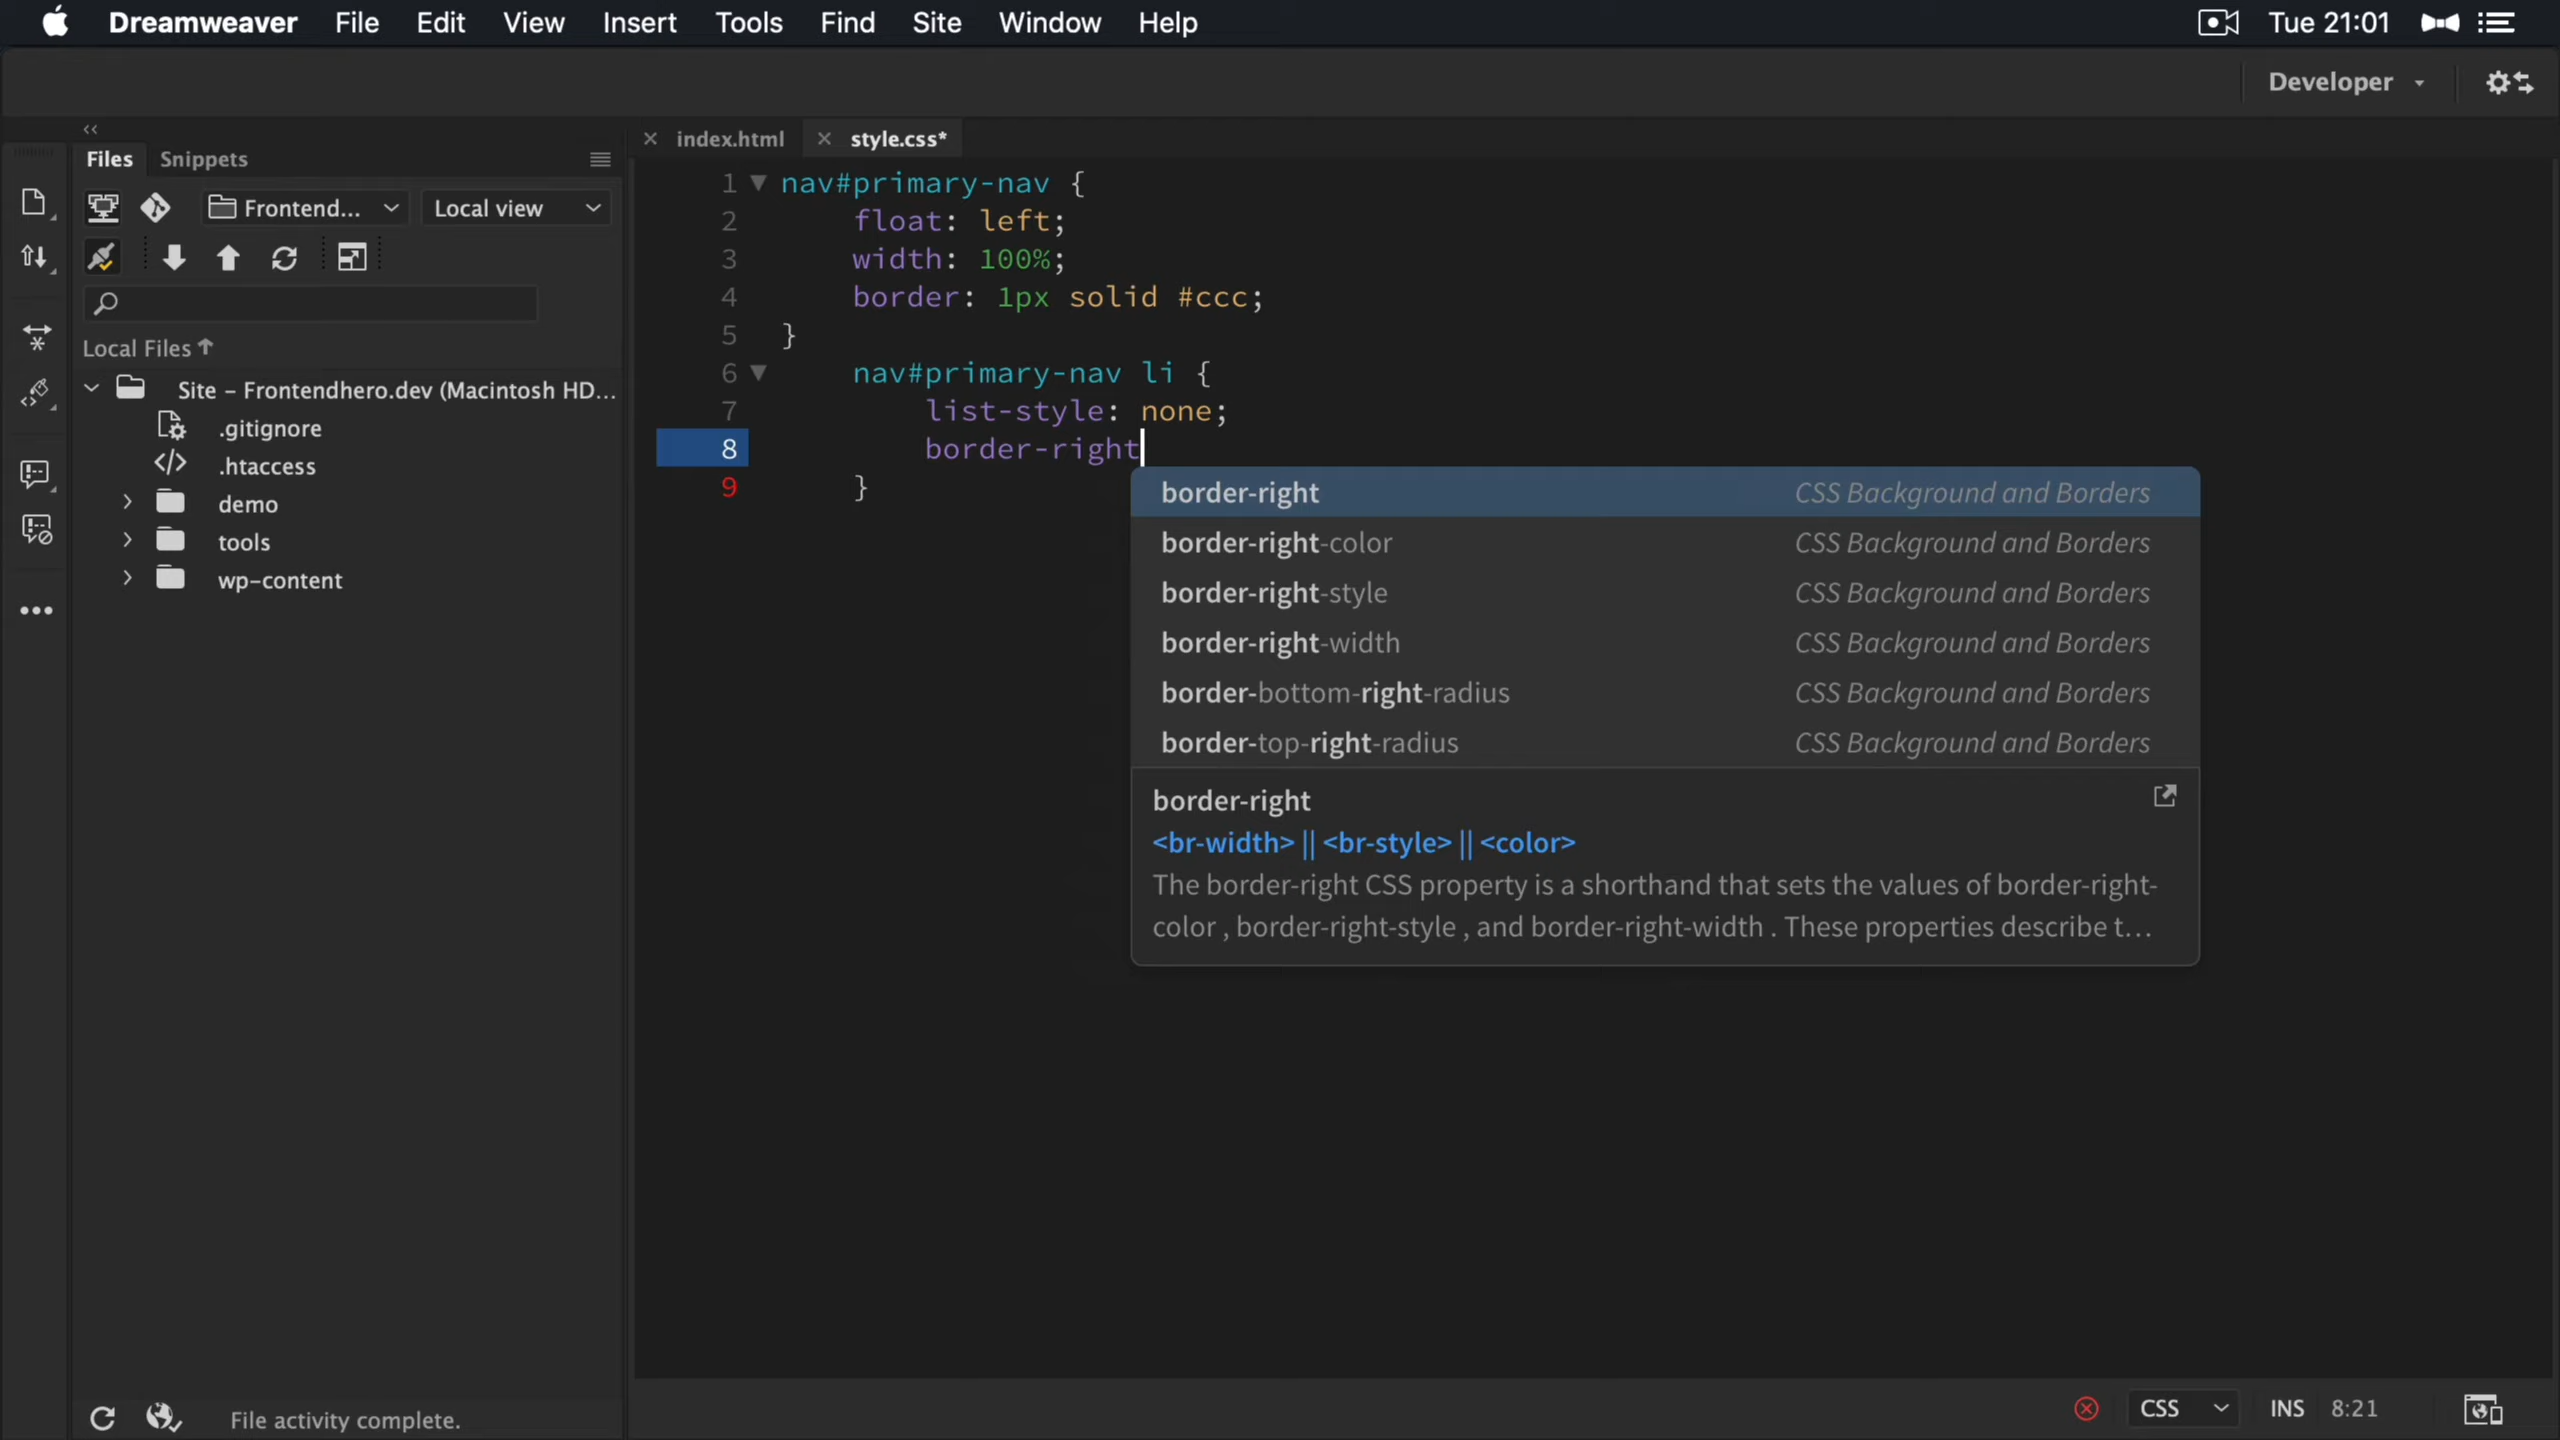 Dreamweaver File Edit View Insert Tools Find Site Window Help Tue 21:01
Developer
Files Snippets
Frontend... Local view
Local Files
Site – Frontendhero.dev (Macintosh HD...
.gitignore
.htaccess
demo
tools
wp-content
File activity complete.
index.html style.css*
1 nav#primary-nav {
2 float: left;
3 width: 100%;
4 border: 1px solid #ccc;
5 }
6 nav#primary-nav li {
7 list-style: none;
8 border-right
9 }
border-right CSS Background and Borders
border-right-color CSS Background and Borders
border-right-style CSS Background and Borders
border-right-width CSS Background and Borders
border-bottom-right-radius CSS Background and Borders
border-top-right-radius CSS Background and Borders
border-right
<br-width> || <br-style> || <color>
The border-right CSS property is a shorthand that sets the values of border-right-
color , border-right-style , and border-right-width . These properties describe t...
CSS INS 8:21